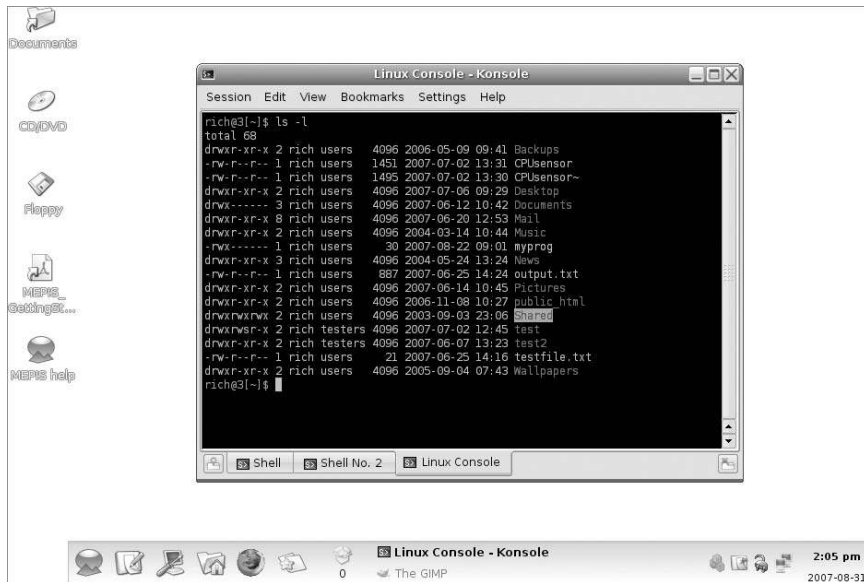 Documents
CD/DVD
Floppy
MEPIS_
GettingSt...
MEPIS help
Linux Console - Konsole
Session Edit View Bookmarks Settings Help
rich@3[~]$ ls -l
total 68
drwxr-xr-x 2 rich users 4096 2006-05-09 09:41 Backups
-rw-r--r-- 1 rich users 1451 2007-07-02 13:31 CPUsensor
-rw-r--r-- 1 rich users 1495 2007-07-02 13:30 CPUsensor~
drwxr-xr-x 2 rich users 4096 2007-07-06 09:29 Desktop
drwx------ 3 rich users 4096 2007-06-12 10:42 Documents
drwxr-xr-x 8 rich users 4096 2007-06-20 12:53 Mail
drwxr-xr-x 2 rich users 4096 2004-03-14 10:44 Music
-rwx------ 1 rich users 30 2007-08-22 09:01 myprog
drwxr-xr-x 3 rich users 4096 2004-05-24 13:24 News
-rw-r--r-- 1 rich users 887 2007-06-25 14:24 output.txt
drwxr-xr-x 2 rich users 4096 2007-06-14 10:45 Pictures
drwxr-xr-x 2 rich users 4096 2006-11-08 10:27 public_html
drwxrwxrwx 2 rich users 4096 2003-09-03 23:06 Shared
drwxrwsr-x 2 rich testers 4096 2007-07-02 12:45 test
drwxr-xr-x 2 rich testers 4096 2007-06-07 13:23 test2
-rw-r--r-- 1 rich users 21 2007-06-25 14:16 testfile.txt
drwxr-xr-x 2 rich users 4096 2005-09-04 07:43 Wallpapers
rich@3[~]$
Shell Shell No. 2 Linux Console
0
Linux Console - Konsole
The GIMP
2:05 pm
2007-08-31